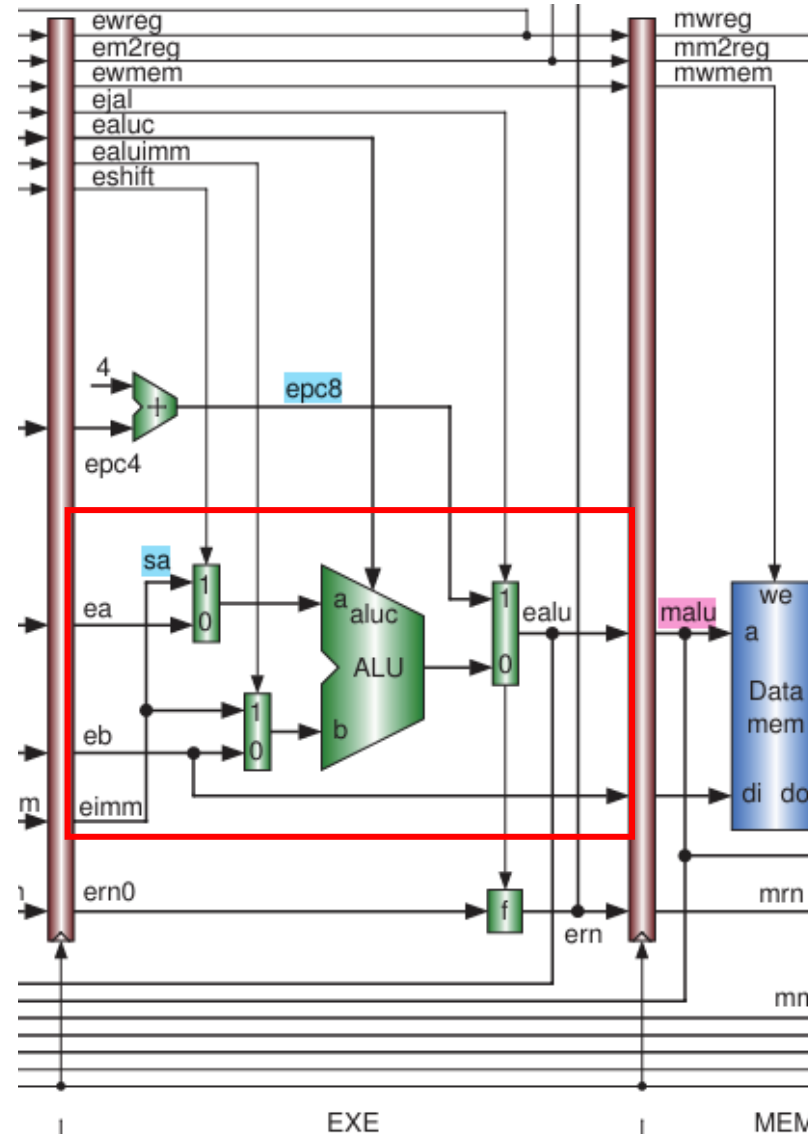 ewreg mwreg
em2reg mm2reg
ewmem mwmem
ejal
ealuc
ealuimm
eshift
4
+
epc8
epc4
sa
1
0
ea
a
aluc
ALU
b
1
0
ealu
malu
we
a
Data
mem
di do
1
0
eb
m
eimm
ern0
f
ern
mrn
EXE
MEM